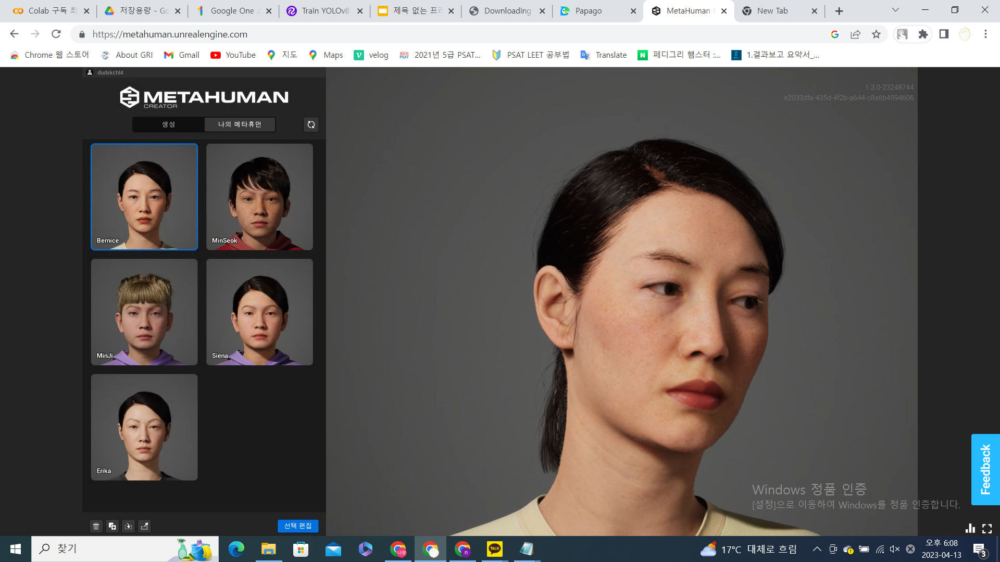 Colab 구독 최
저장용량 - Go
Google One
Train YOLOv8
제목 없는 프
Downloading
Papago
MetaHuman
New Tab
https://metahuman.unrealengine.com
Chrome 웹 스토어
About GRI
Gmail
YouTube
지도
Maps
velog
2021년 5급 PSAT...
PSAT LEET 공부법
Translate
페디그리 햄스터 :...
1.결과보고 요약서_...
dudskchl4
METAHUMAN
CREATOR
생성
나의 메타휴먼
1.3.0-23248744
e2033dfa-435d-4f2b-a644-c8a6b4594606
Bernice
MinSeok
MinJi
Siena
Erika
선택 편집
Feedback
Windows 정품 인증
[설정]으로 이동하여 Windows를 정품 인증합니다.
찾기
TALK
17°C 대체로 흐림
오후 6:08
2023-04-13
3